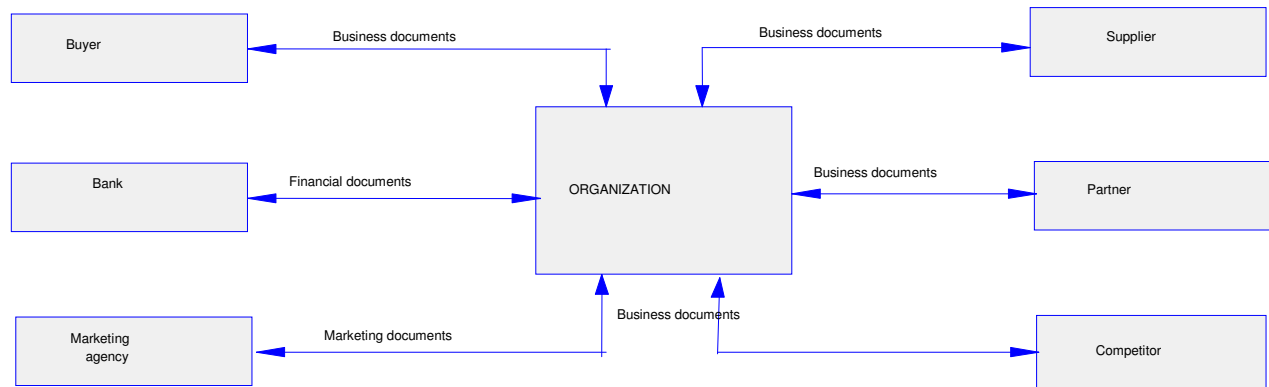 Buyer
Business documents
Business documents
Supplier
Bank
Financial documents
ORGANIZATION
Business documents
Partner
Marketing
agency
Marketing documents
Business documents
Competitor